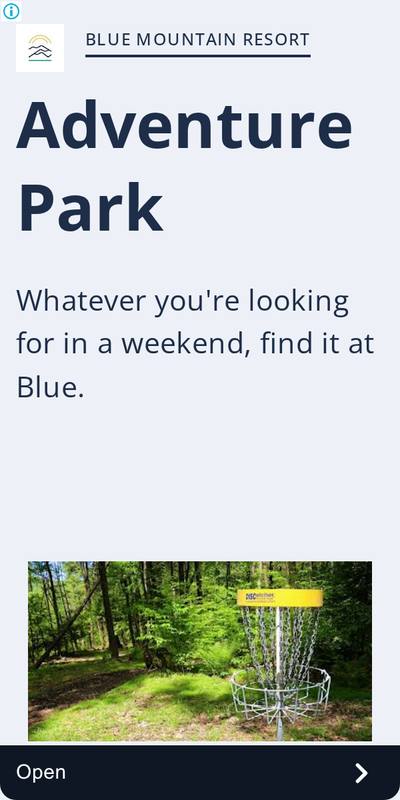 BLUE MOUNTAIN RESORT
Adventure
Park
Whatever you're looking
for in a weekend, find it at
Blue.
Open